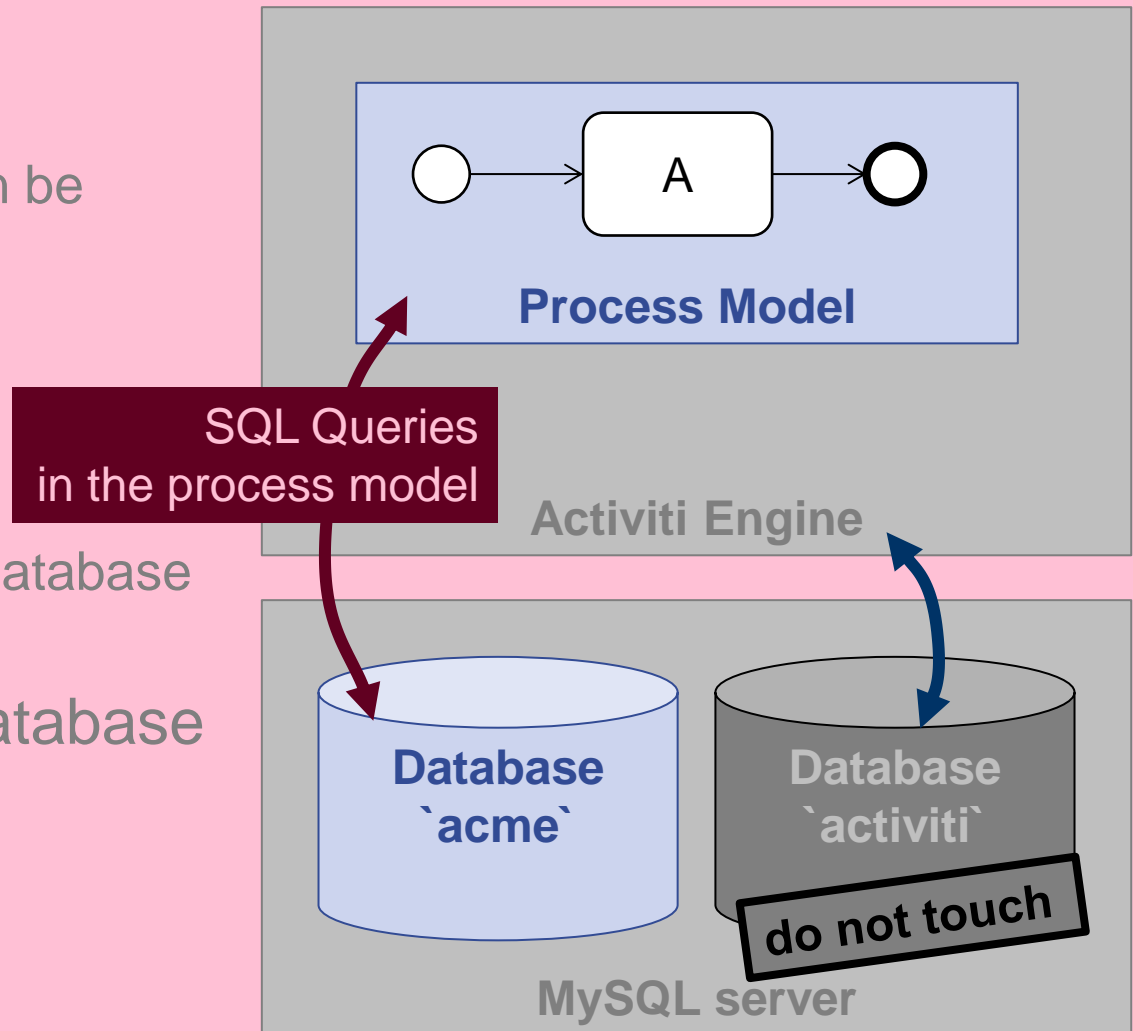 n be
atabase
atabase
A
Process Model
SQL Queries
in the process model
Activiti Engine
Database
`acme`
Database
`activiti`
do not touch
MySQL server